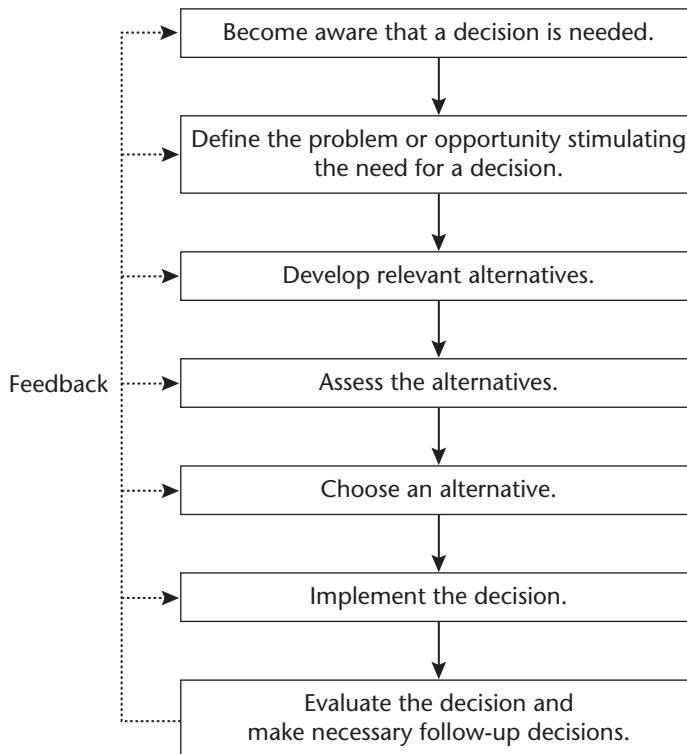 Become aware that a decision is needed.
Define the problem or opportunity stimulating
the need for a decision.
Develop relevant alternatives.
Feedback
Assess the alternatives.
Choose an alternative.
Implement the decision.
Evaluate the decision and
make necessary follow-up decisions.